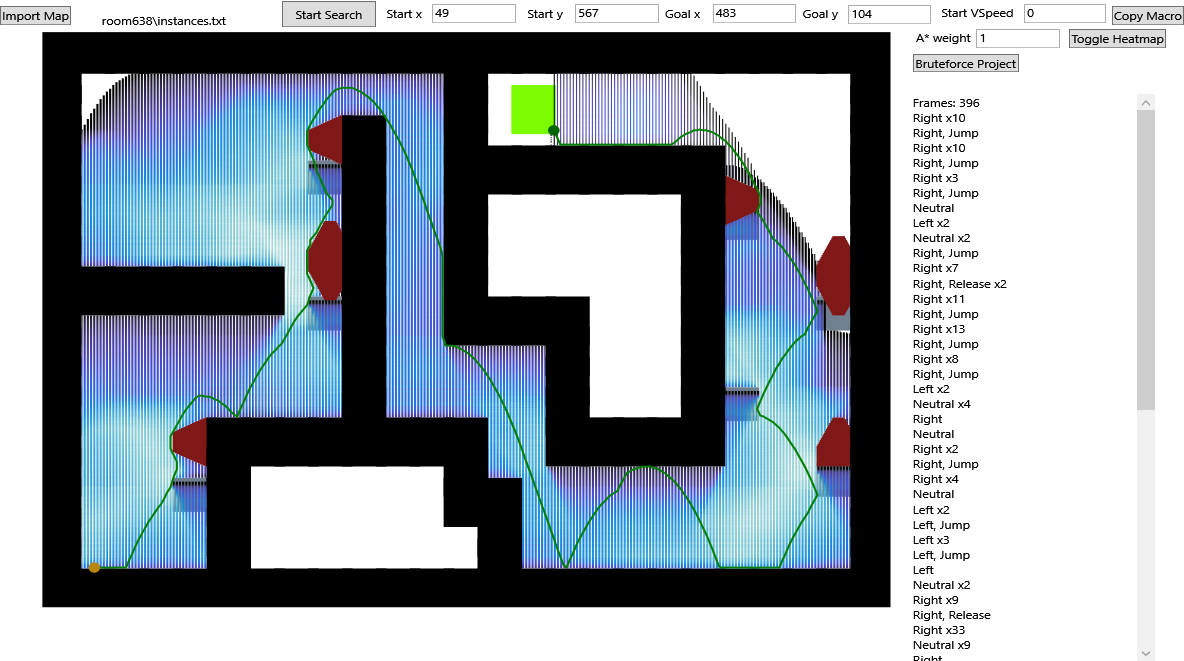 Import Map room638\instances.txt Start Search Start x 49 Start y 567 Goal x 483 Goal y 104 Start VSpeed 0 Copy Macro
A* weight 1 Toggle Heatmap
Bruteforce Project
Frames: 396
Right x10
Right, Jump
Right x10
Right, Jump
Right x3
Right, Jump
Neutral
Left x2
Neutral x2
Right, Jump
Right x7
Right, Release x2
Right x11
Right, Jump
Right x13
Right, Jump
Right x8
Right, Jump
Left x2
Neutral x4
Right
Neutral
Right x2
Right, Jump
Right x4
Neutral
Left x2
Left, Jump
Left x3
Left, Jump
Left
Neutral x2
Right x9
Right, Release
Right x33
Neutral x9
Right